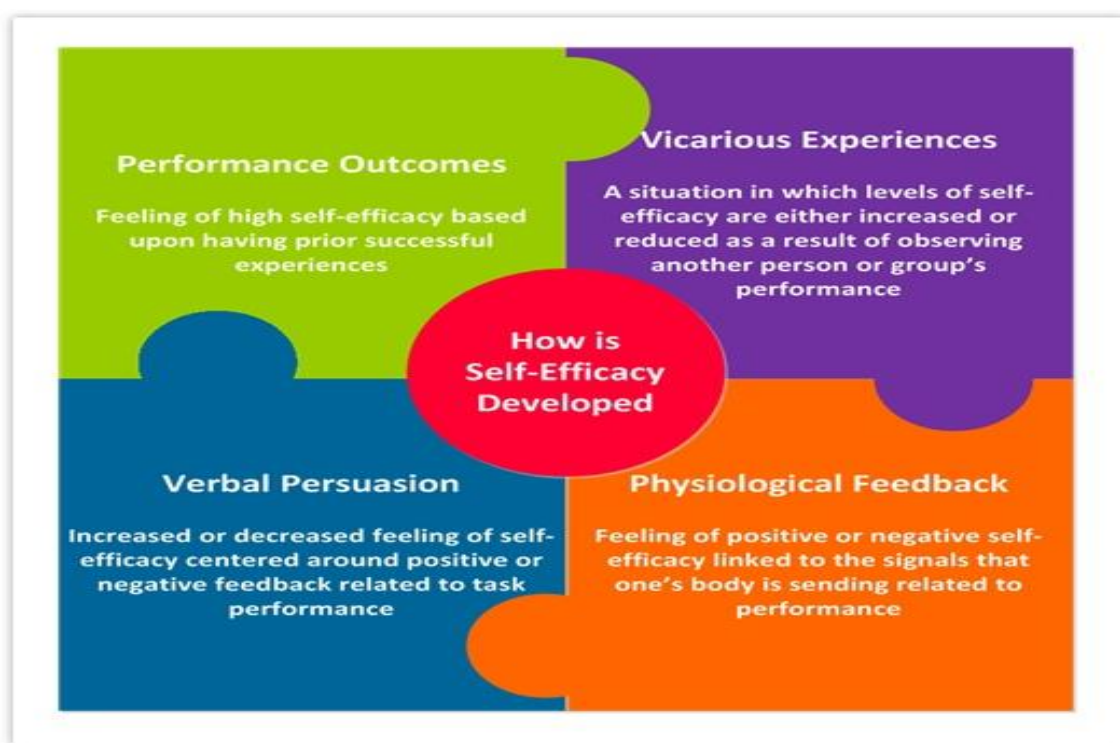 Performance Outcomes
Feeling of high self-efficacy based
upon having prior successful
experiences
Vicarious Experiences
A situation in which levels of self-
efficacy are either increased or
reduced as a result of observing
another person or group's
performance
How is
Self-Efficacy
Developed
Verbal Persuasion
Increased or decreased feeling of self-
efficacy centered around positive or
negative feedback related to task
performance
Physiological Feedback
Feeling of positive or negative self-
efficacy linked to the signals that
one's body is sending related to
performance